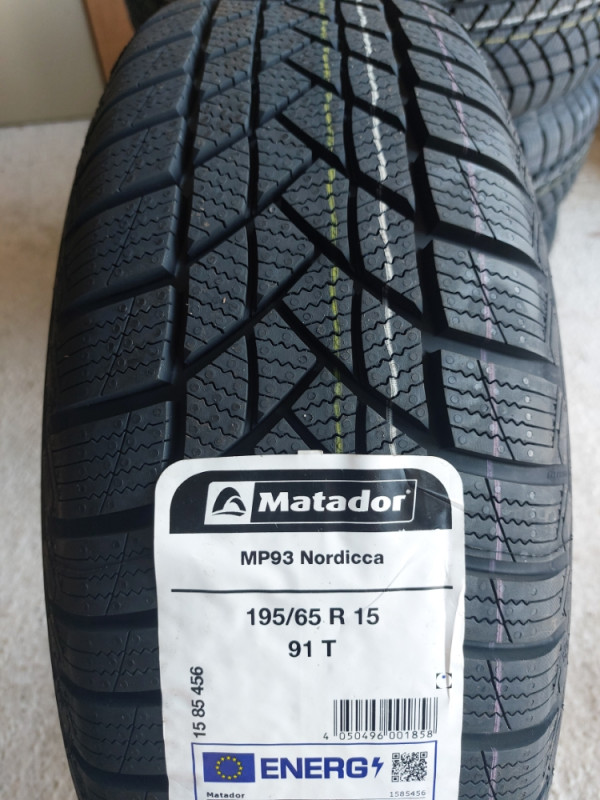 Matador
MP93 Nordicca
195/65 R 15
91 T
15 85 456
4 050496 001858
ENERG
Matador 1585456